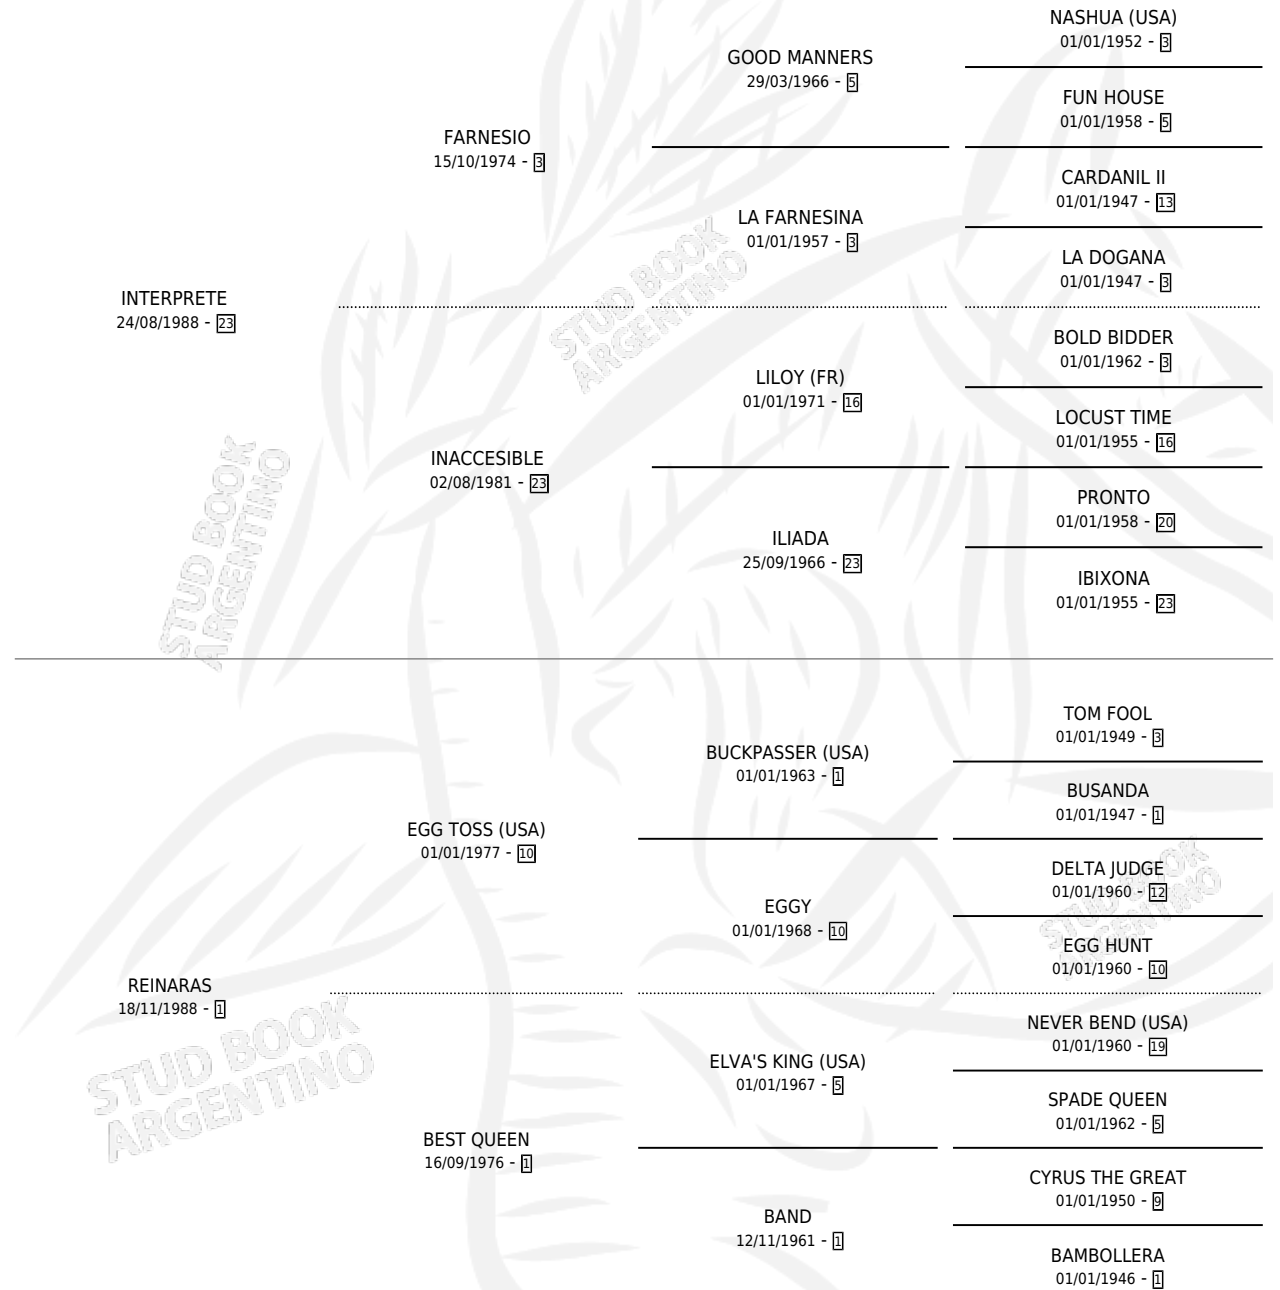 NASHUA (USA)
01/01/1952 - 3
GOOD MANNERS
29/03/1966 - 5
FUN HOUSE
01/01/1958 - 5
FARNESIO
15/10/1974 - 3
CARDANIL II
01/01/1947 - 13
LA FARNESINA
01/01/1957 - 3
LA DOGANA
01/01/1947 - 3
INTERPRETE
24/08/1988 - 23
BOLD BIDDER
01/01/1962 - 3
LILOY (FR)
01/01/1971 - 16
LOCUST TIME
01/01/1955 - 16
INACCESIBLE
02/08/1981 - 23
PRONTO
01/01/1958 - 20
ILIADA
25/09/1966 - 23
IBIXONA
01/01/1955 - 23
TOM FOOL
01/01/1949 - 3
BUCKPASSER (USA)
01/01/1963 - 1
BUSANDA
01/01/1947 - 1
EGG TOSS (USA)
01/01/1977 - 10
DELTA JUDGE
01/01/1960 - 12
EGGY
01/01/1968 - 10
EGG HUNT
01/01/1960 - 10
REINARAS
18/11/1988 - 1
NEVER BEND (USA)
01/01/1960 - 19
ELVA'S KING (USA)
01/01/1967 - 5
SPADE QUEEN
01/01/1962 - 5
BEST QUEEN
16/09/1976 - 1
CYRUS THE GREAT
01/01/1950 - 9
BAND
12/11/1961 - 1
BAMBOLLERA
01/01/1946 - 1
STUD BOOK
ARGENTINO
STUD BOOK
ARGENTINO
STUD BOOK
ARGENTINO
STUD BOOK
ARGENTINO